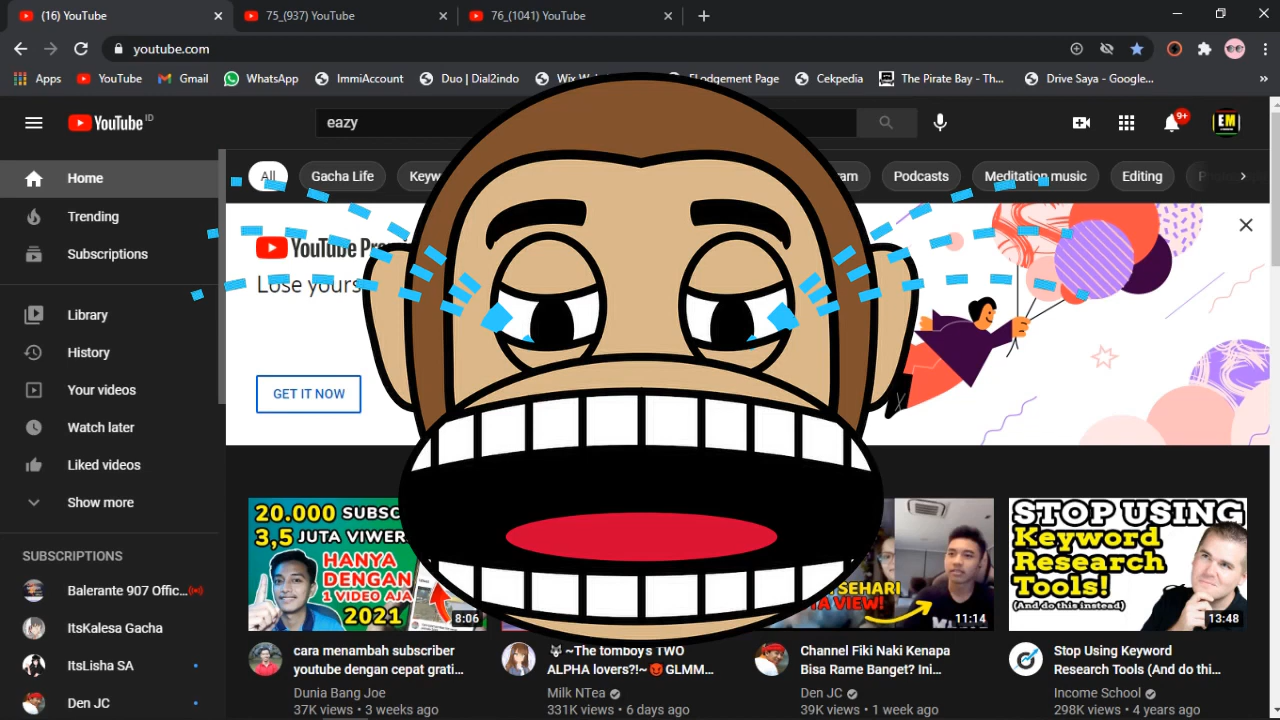 (16) YouTube
75_(937) YouTube
76_(1041) YouTube
youtube.com
Apps
YouTube
Gmail
WhatsApp
ImmiAccount
Duo | Dial2indo
Wix
Page
Cekpedia
The Pirate Bay - Th...
Drive Saya - Google...
YouTube ID
eazy
9+
EM
Home
Trending
Subscriptions
Library
History
Your videos
Watch later
Liked videos
Show more
SUBSCRIPTIONS
Balerante 907 Offic...
ItsKalesa Gacha
ItsLisha SA
Den JC
All
Gacha Life
Podcasts
Meditation music
Editing
YouTube
Lose
GET IT NOW
20.000
3,5 JUTA
HANYA
DENGAN
1 VIDEO AJA
2021
8:06
cara menambah subscriber
youtube dengan cepat grati...
Dunia Bang Joe
37K views • 3 weeks ago
~The tomboy's TWO
ALPHA lovers?!~ GLMM...
Milk NTea
331K views • 6 days ago
SEHARI
VIEW!
11:14
Channel Fiki Naki Kenapa
Bisa Rame Banget? Ini...
Den JC
39K views • 1 week ago
STOP USING
Keyword
Research
Tools!
(And do this instead)
13:48
Stop Using Keyword
Research Tools (And do thi...
Income School
298K views • 4 years ago